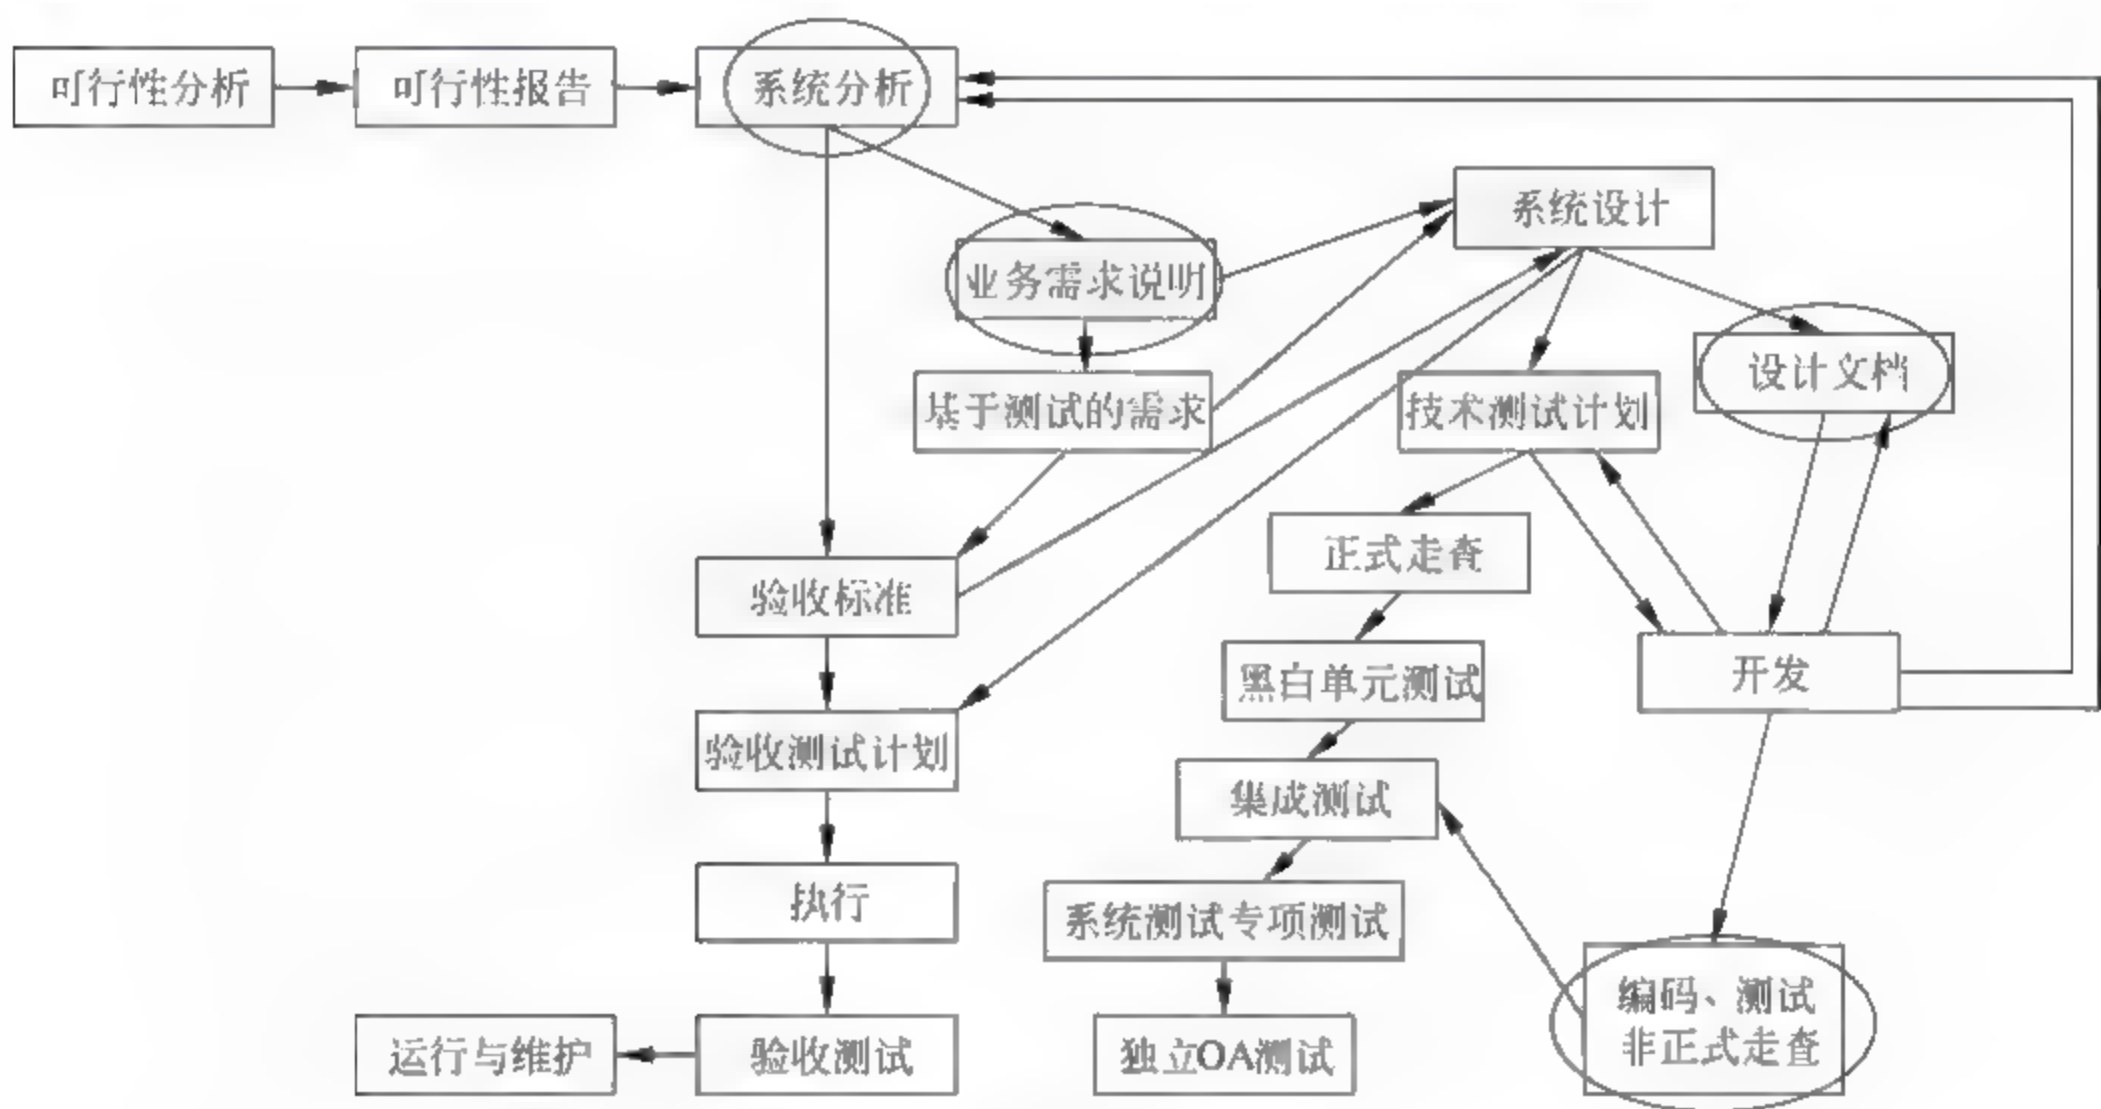 可行性分析
可行性报告
系统分析
系统设计
业务需求说明
设计文档
基于测试的需求
技术测试计划
正式走查
验收标准
黑白单元测试
开发
验收测试计划
集成测试
执行
系统测试专项测试
编码、测试
非正式走查
运行与维护
验收测试
独立OA测试